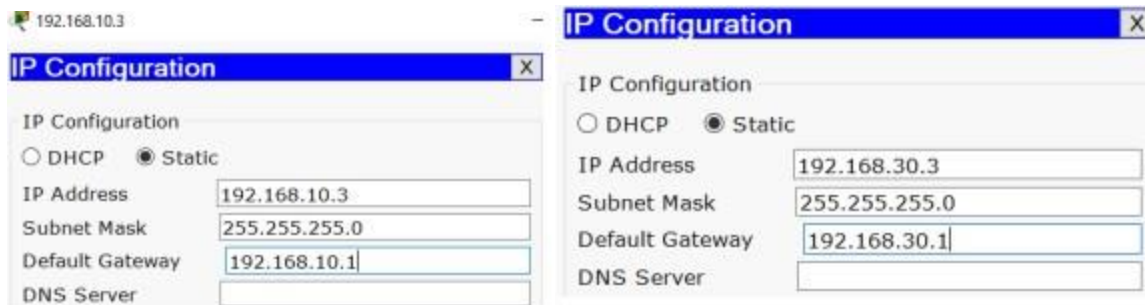 192.168.10.3
IP Configuration X
IP Configuration
DHCP Static
IP Address 192.168.10.3
Subnet Mask 255.255.255.0
Default Gateway 192.168.10.1
DNS Server
IP Configuration X
IP Configuration
DHCP Static
IP Address 192.168.30.3
Subnet Mask 255.255.255.0
Default Gateway 192.168.30.1
DNS Server